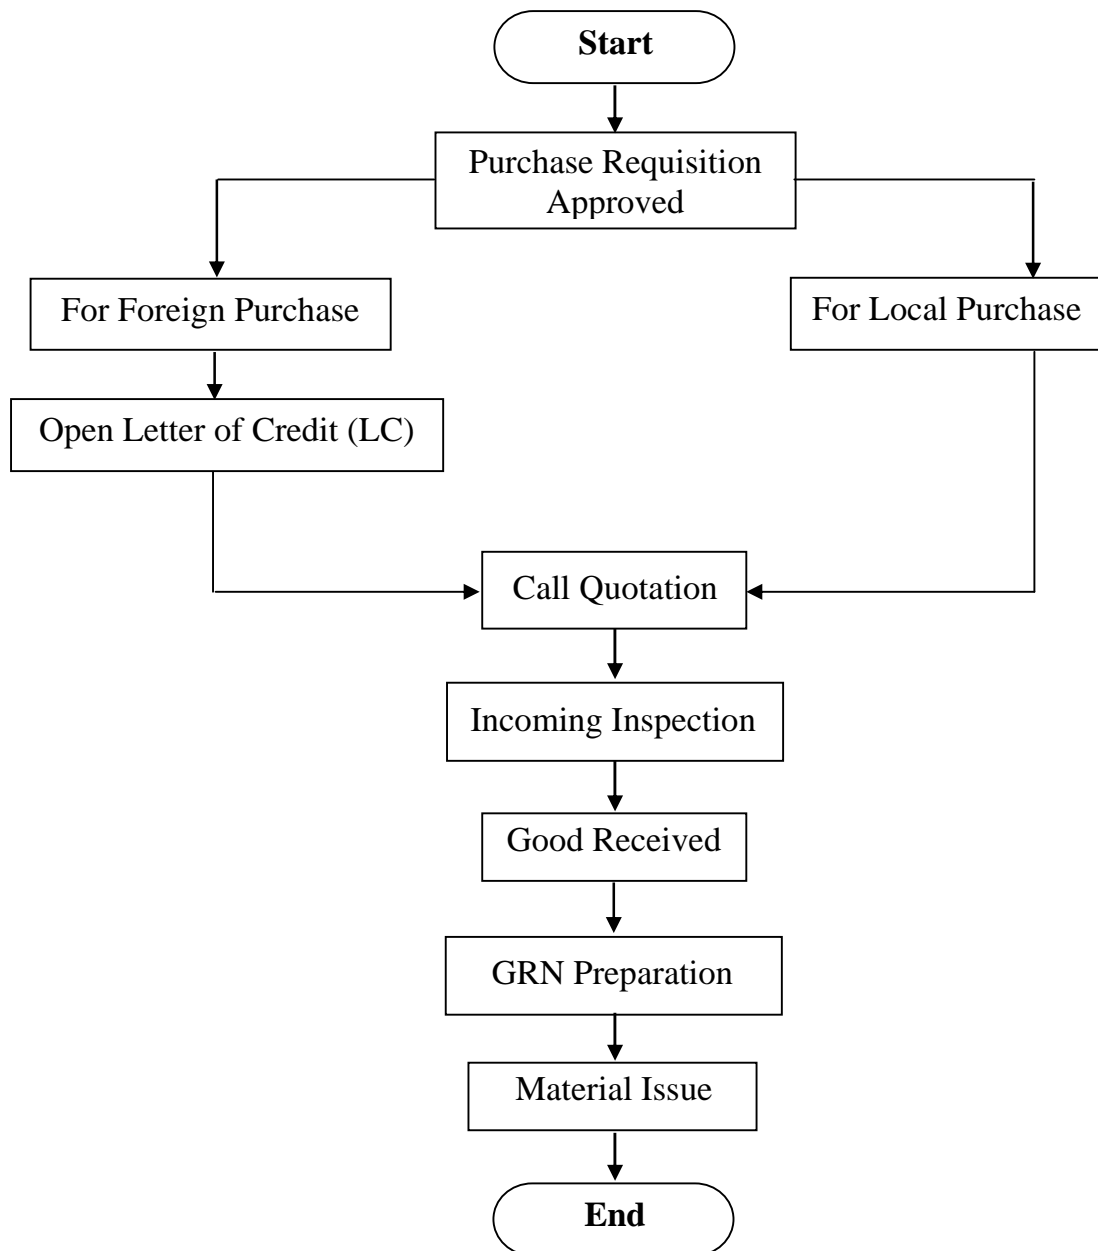 Start
Purchase Requisition
Approved
For Foreign Purchase
For Local Purchase
Open Letter of Credit (LC)
Call Quotation
Incoming Inspection
Good Received
GRN Preparation
Material Issue
End